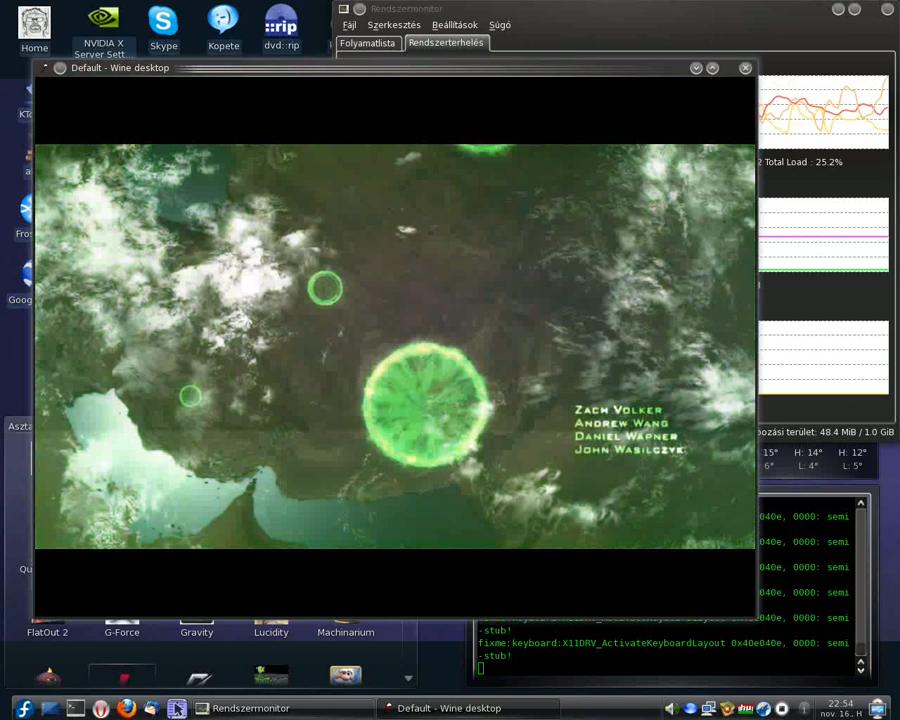 Rendszermonitor
Fájl Szerkesztés Beállítások Súgó
Folyamatlista Rendszerterhelés
Home
NVIDIA X
Server Sett...
Skype
Kopete
dvd::rip
Default - Wine desktop
2 Total Load : 25.2%
Zach Volker
Andrew Wang
Daniel Wapner
John Wasilczyk
48.4 MiB / 1.0 GiB
15° H: 14° H: 12°
6° L: 4° L: 5°
040e, 0000: semi
040e, 0000: semi
040e, 0000: semi
040e, 0000: semi
040e, 0000: semi
-stub!
fixme:keyboard:X11DRV_ActivateKeyboardLayout 0x40e040e, 0000: semi
-stub!
FlatOut 2 G-Force Gravity Lucidity Machinarium
Rendszermonitor
Default - Wine desktop
22:54
nov. 16., H